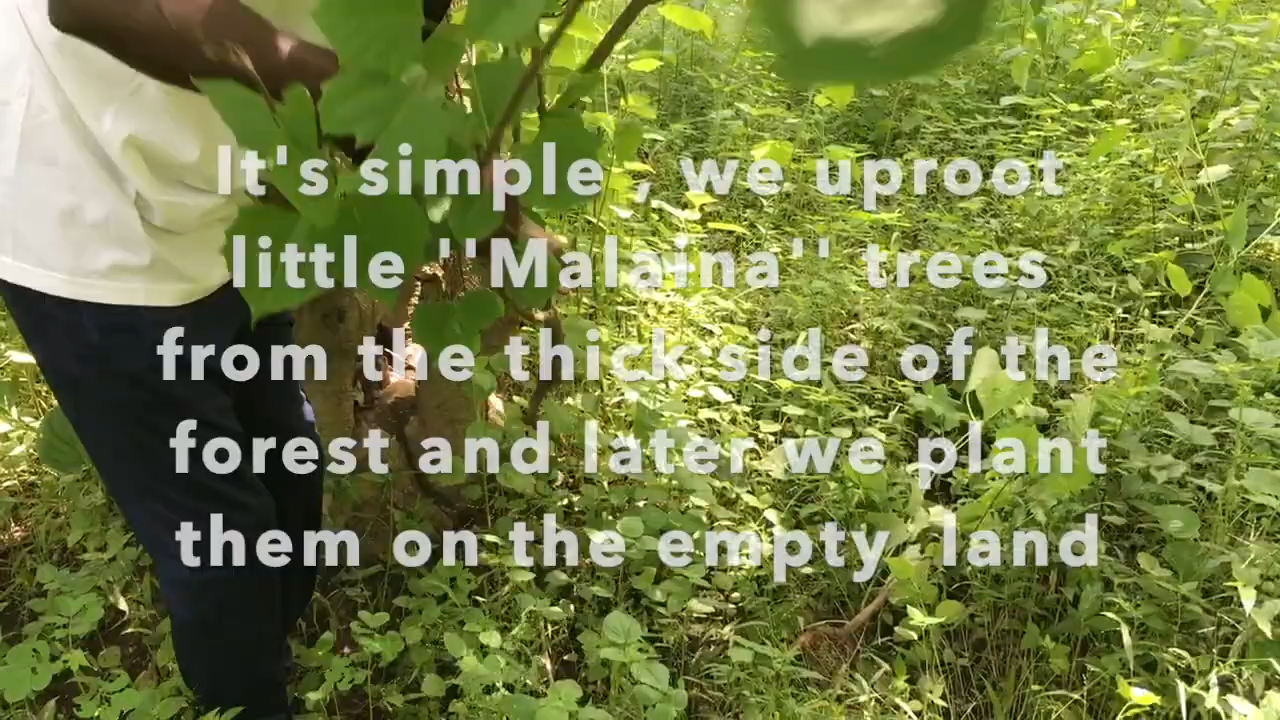 It's simple , we uproot
little ''Malaina'' trees
from the thick side of the
forest and later we plant
them on the empty  land